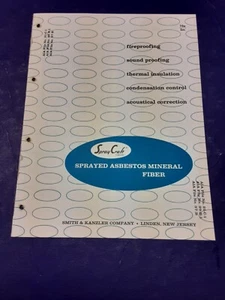 fireproofing
sound proofing
thermal insulation
condensation control
acoustical correction
Spray Craft
SPRAYED ASBESTOS MINERAL
FIBER
SMITH & KANZLER COMPANY • LINDEN, NEW JERSEY